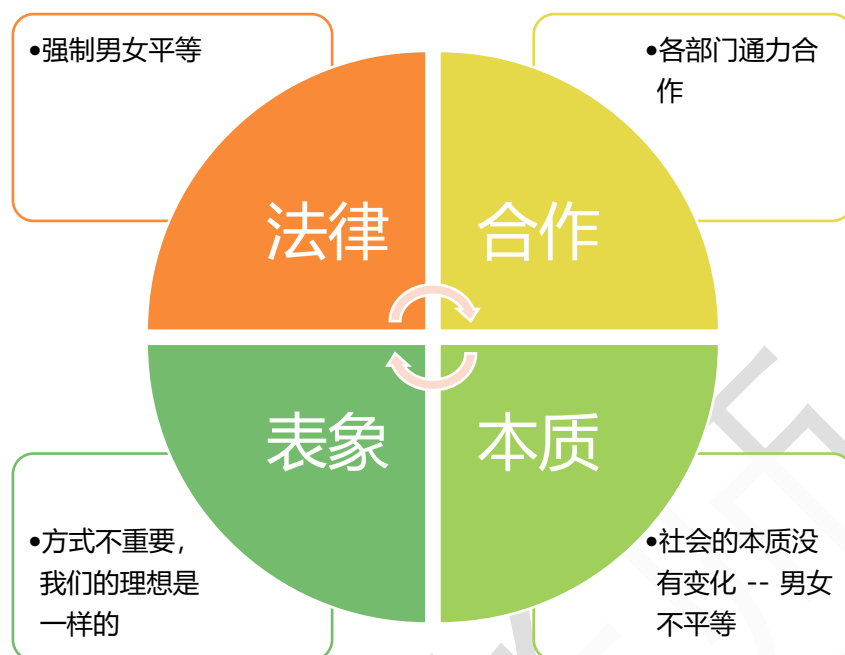 •强制男女平等
•各部门通力合
作
法律
合作
表象
本质
•方式不重要，
我们的理想是
一样的
•社会的本质没
有变化 -- 男女
不平等